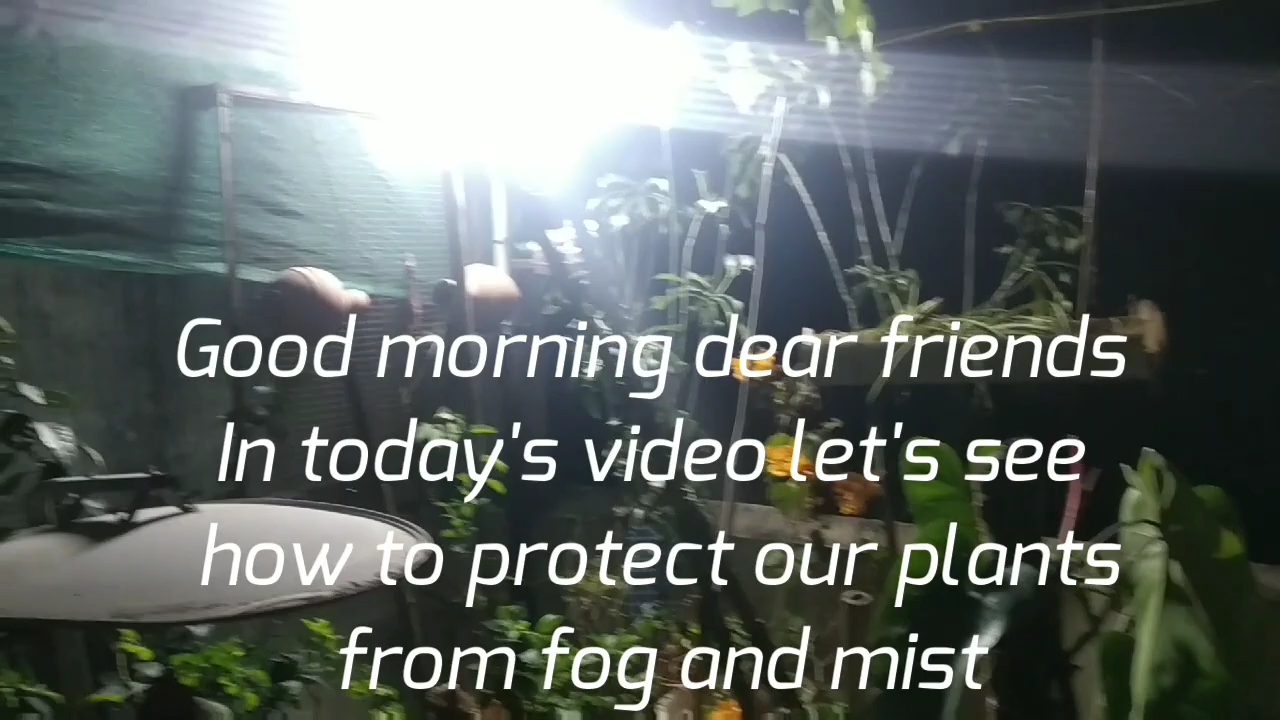 Good morning dear friends
In today's video let's see
how to protect our plants
from fog and mist